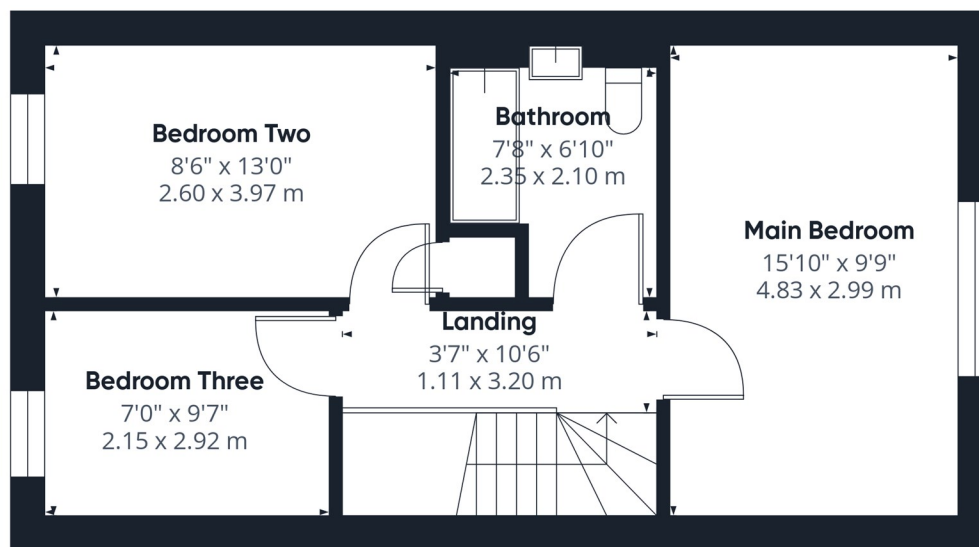 Bedroom Two
8'6" x 13'0"
2.60 x 3.97 m
Bathroom
7'8" x 6'10"
2.35 x 2.10 m
Main Bedroom
15'10" x 9'9"
4.83 x 2.99 m
Landing
3'7" x 10'6"
1.11 x 3.20 m
Bedroom Three
7'0" x 9'7"
2.15 x 2.92 m